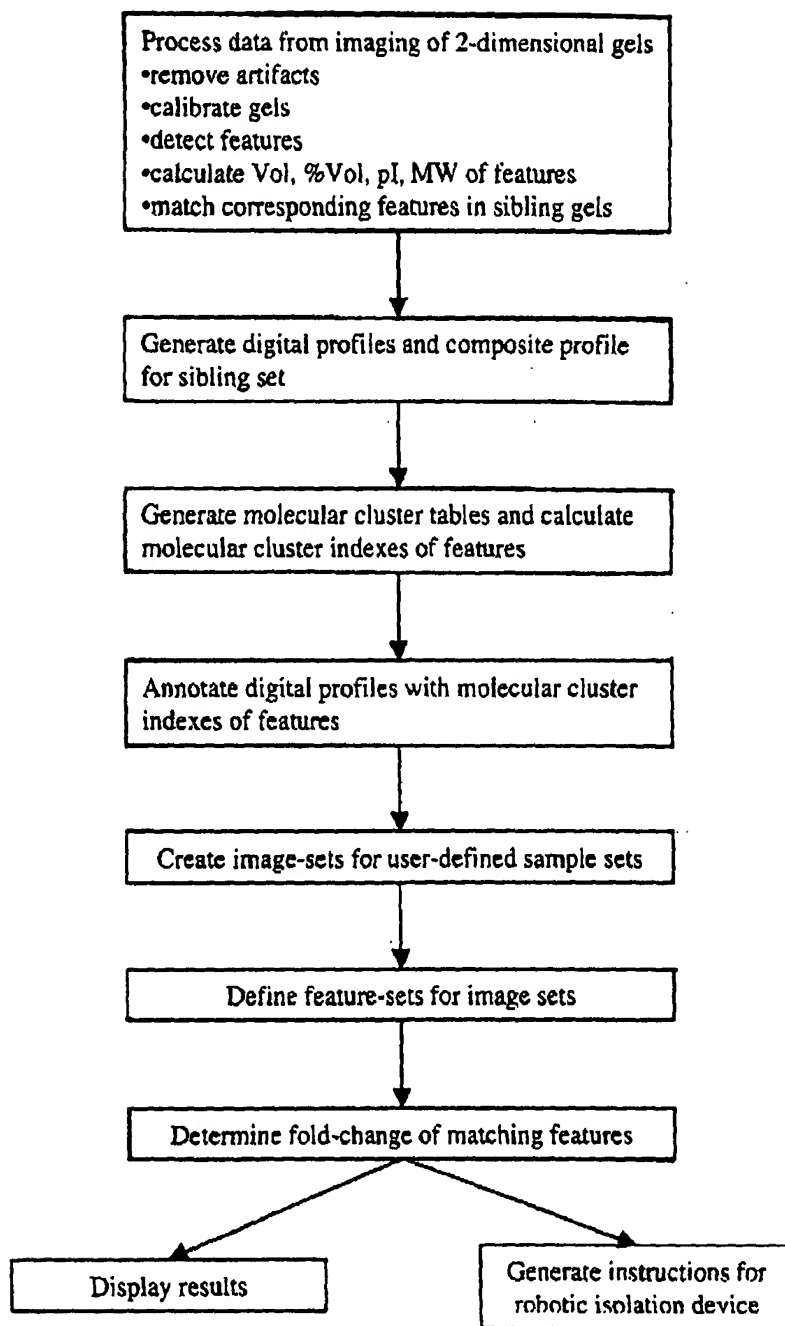 Process data from imaging of 2-dimensional gels
•remove artifacts
•calibrate gels
•detect features
•calculate Vol, %Vol, pI, MW of features
•match corresponding features in sibling gels
Generate digital profiles and composite profile
for sibling set
Generate molecular cluster tables and calculate
molecular cluster indexes of features
Annotate digital profiles with molecular cluster
indexes of features
Create image-sets for user-defined sample sets
Define feature-sets for image sets
Determine fold-change of matching features
Display results
Generate instructions for
robotic isolation device